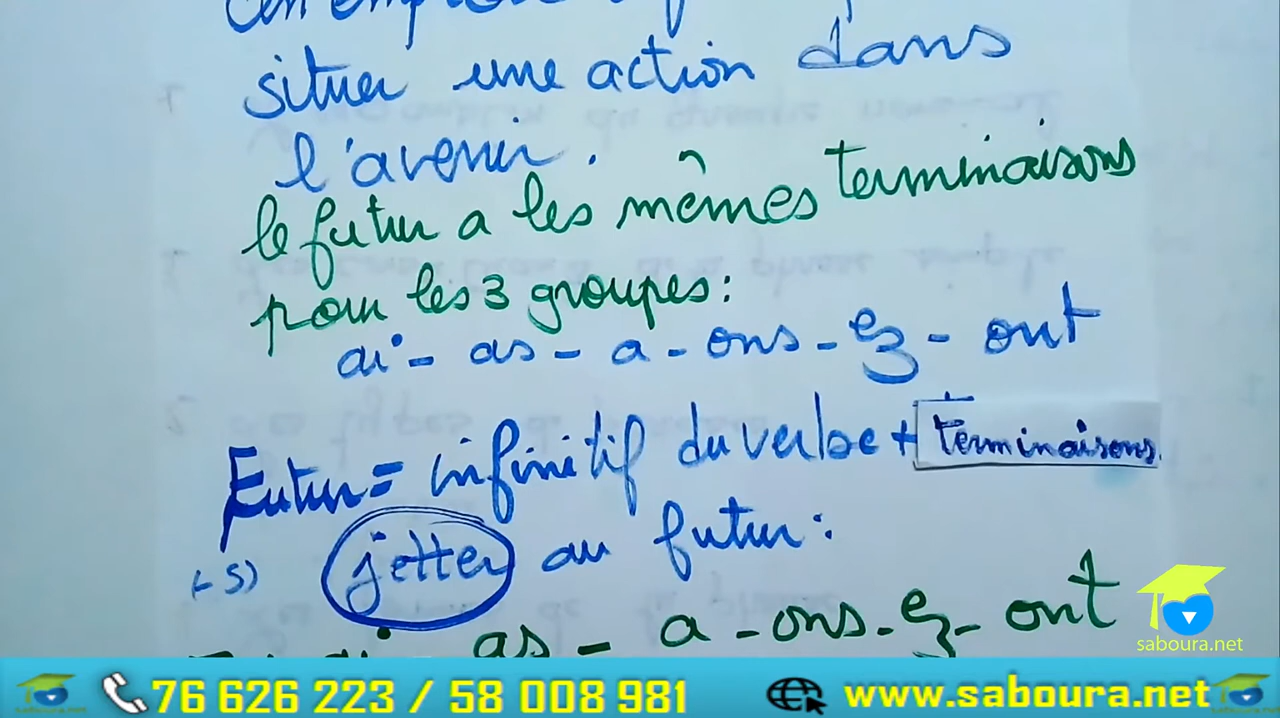 situer une action dans
l'avenir.
le futur a les mêmes terminaisons
pour les 3 groupes:
ai - as - a - ons - ez - ont
Futur = infinitif du verbe + terminaisons.
jetter au futur:
ai as - a - ons - ez - ont
saboura.net
76 626 223 / 58 008 981 www.saboura.net